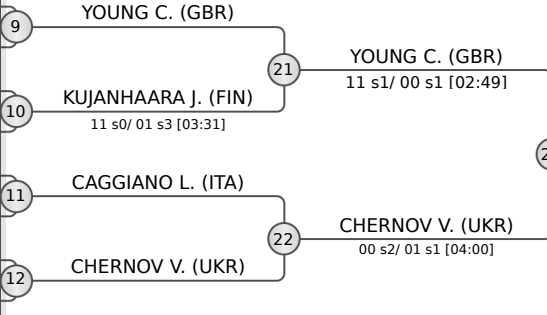 9
YOUNG C. (GBR)
21
YOUNG C. (GBR)
11 s1/ 00 s1 [02:49]
10
KUJANHAARA J. (FIN)
11 s0/ 01 s3 [03:31]
11
CAGGIANO L. (ITA)
22
CHERNOV V. (UKR)
00 s2/ 01 s1 [04:00]
12
CHERNOV V. (UKR)